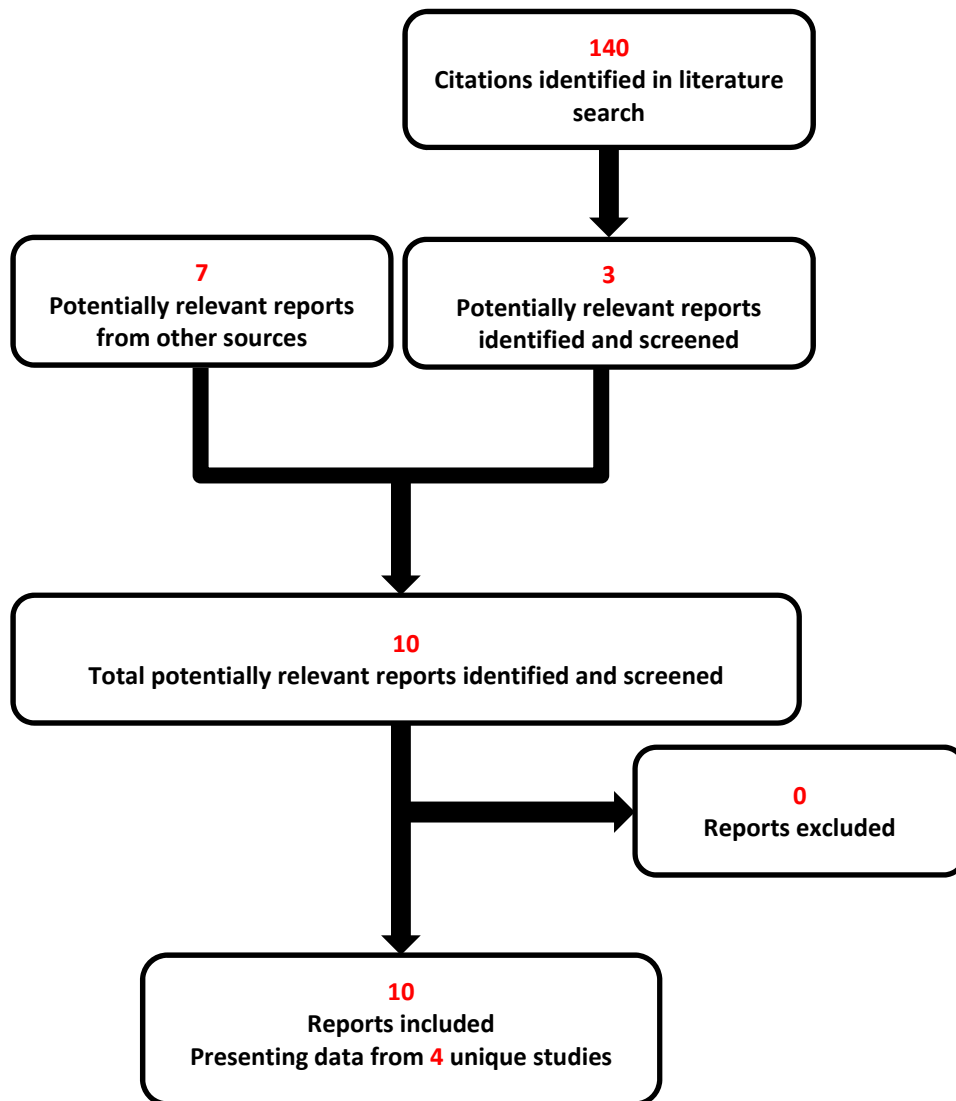 140
Citations identified in literature
search
7
Potentially relevant reports
from other sources
3
Potentially relevant reports
identified and screened
10
Total potentially relevant reports identified and screened
0
Reports excluded
10
Reports included
Presenting data from 4 unique studies